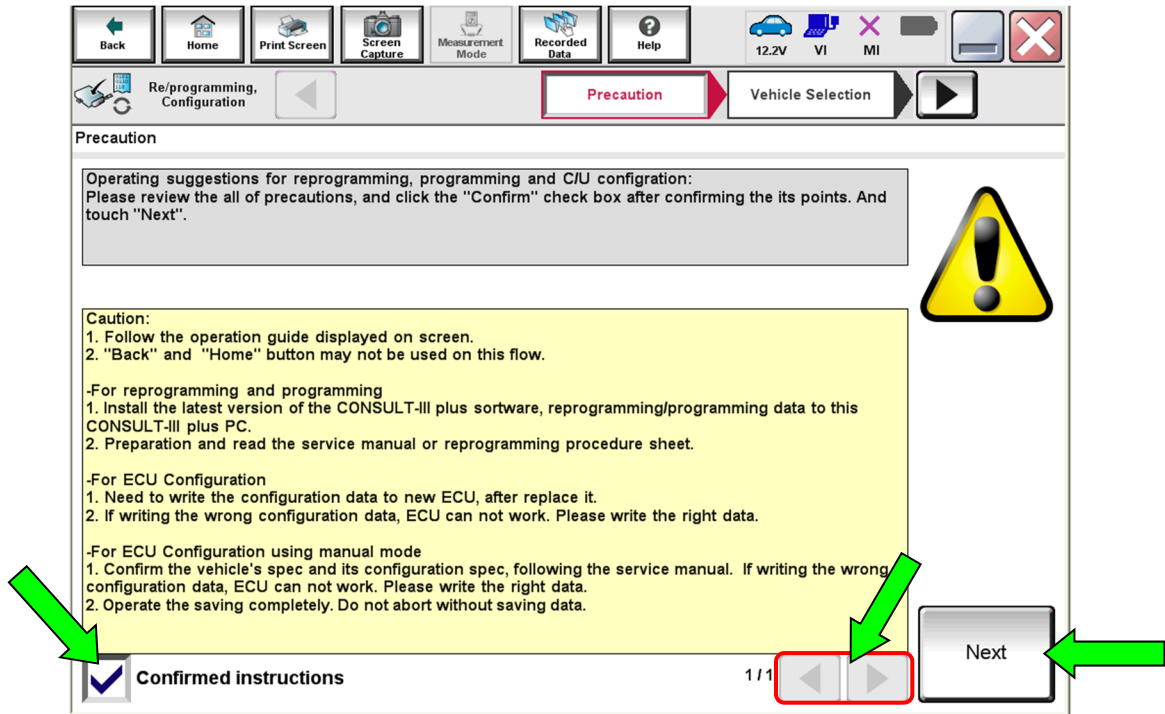 Back
Home
Print Screen
Screen
Capture
Measurement
Mode
Recorded
Data
Help
12.2V
VI
MI
Re/programming,
Configuration
Precaution
Vehicle Selection
Precaution
Operating suggestions for reprogramming, programming and C/U configration:
Please review the all of precautions, and click the "Confirm" check box after confirming the its points. And
touch "Next".
Caution:
1. Follow the operation guide displayed on screen.
2. "Back" and "Home" button may not be used on this flow.
-For reprogramming and programming
1. Install the latest version of the CONSULT-III plus sortware, reprogramming/programming data to this
CONSULT-III plus PC.
2. Preparation and read the service manual or reprogramming procedure sheet.
-For ECU Configuration
1. Need to write the configuration data to new ECU, after replace it.
2. If writing the wrong configuration data, ECU can not work. Please write the right data.
-For ECU Configuration using manual mode
1. Confirm the vehicle's spec and its configuration spec, following the service manual. If writing the wrong
configuration data, ECU can not work. Please write the right data.
2. Operate the saving completely. Do not abort without saving data.
Confirmed instructions
1/1
Next